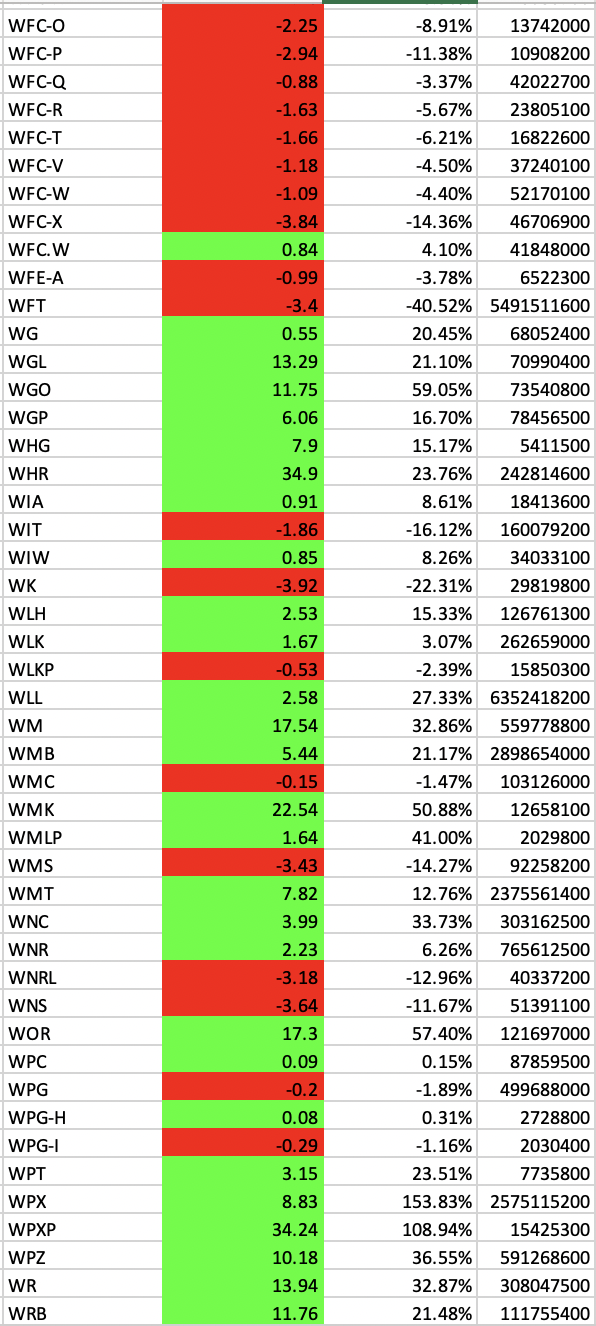 WFC-O -2.25 -8.91% 13742000
WFC-P -2.94 -11.38% 10908200
WFC-Q -0.88 -3.37% 42022700
WFC-R -1.63 -5.67% 23805100
WFC-T -1.66 -6.21% 16822600
WFC-V -1.18 -4.50% 37240100
WFC-W -1.09 -4.40% 52170100
WFC-X -3.84 -14.36% 46706900
WFC.W 0.84 4.10% 41848000
WFE-A -0.99 -3.78% 6522300
WFT -3.4 -40.52% 5491511600
WG 0.55 20.45% 68052400
WGL 13.29 21.10% 70990400
WGO 11.75 59.05% 73540800
WGP 6.06 16.70% 78456500
WHG 7.9 15.17% 5411500
WHR 34.9 23.76% 242814600
WIA 0.91 8.61% 18413600
WIT -1.86 -16.12% 160079200
WIW 0.85 8.26% 34033100
WK -3.92 -22.31% 29819800
WLH 2.53 15.33% 126761300
WLK 1.67 3.07% 262659000
WLKP -0.53 -2.39% 15850300
WLL 2.58 27.33% 6352418200
WM 17.54 32.86% 559778800
WMB 5.44 21.17% 2898654000
WMC -0.15 -1.47% 103126000
WMK 22.54 50.88% 12658100
WMLP 1.64 41.00% 2029800
WMS -3.43 -14.27% 92258200
WMT 7.82 12.76% 2375561400
WNC 3.99 33.73% 303162500
WNR 2.23 6.26% 765612500
WNRL -3.18 -12.96% 40337200
WNS -3.64 -11.67% 51391100
WOR 17.3 57.40% 121697000
WPC 0.09 0.15% 87859500
WPG -0.2 -1.89% 499688000
WPG-H 0.08 0.31% 2728800
WPG-I -0.29 -1.16% 2030400
WPT 3.15 23.51% 7735800
WPX 8.83 153.83% 2575115200
WPXP 34.24 108.94% 15425300
WPZ 10.18 36.55% 591268600
WR 13.94 32.87% 308047500
WRB 11.76 21.48% 111755400